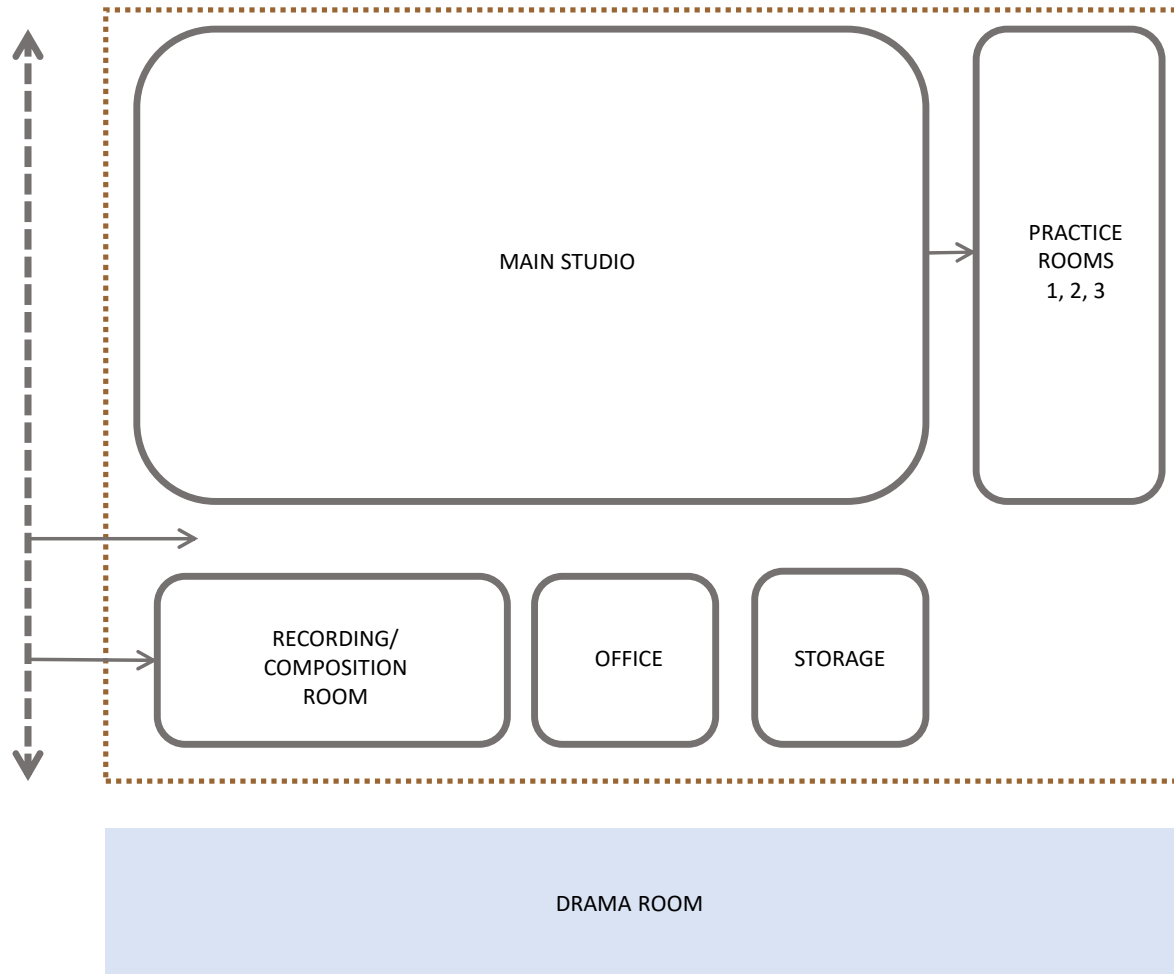 MAIN STUDIO
PRACTICE
ROOMS
1, 2, 3
RECORDING/
COMPOSITION
ROOM
OFFICE
STORAGE
DRAMA ROOM